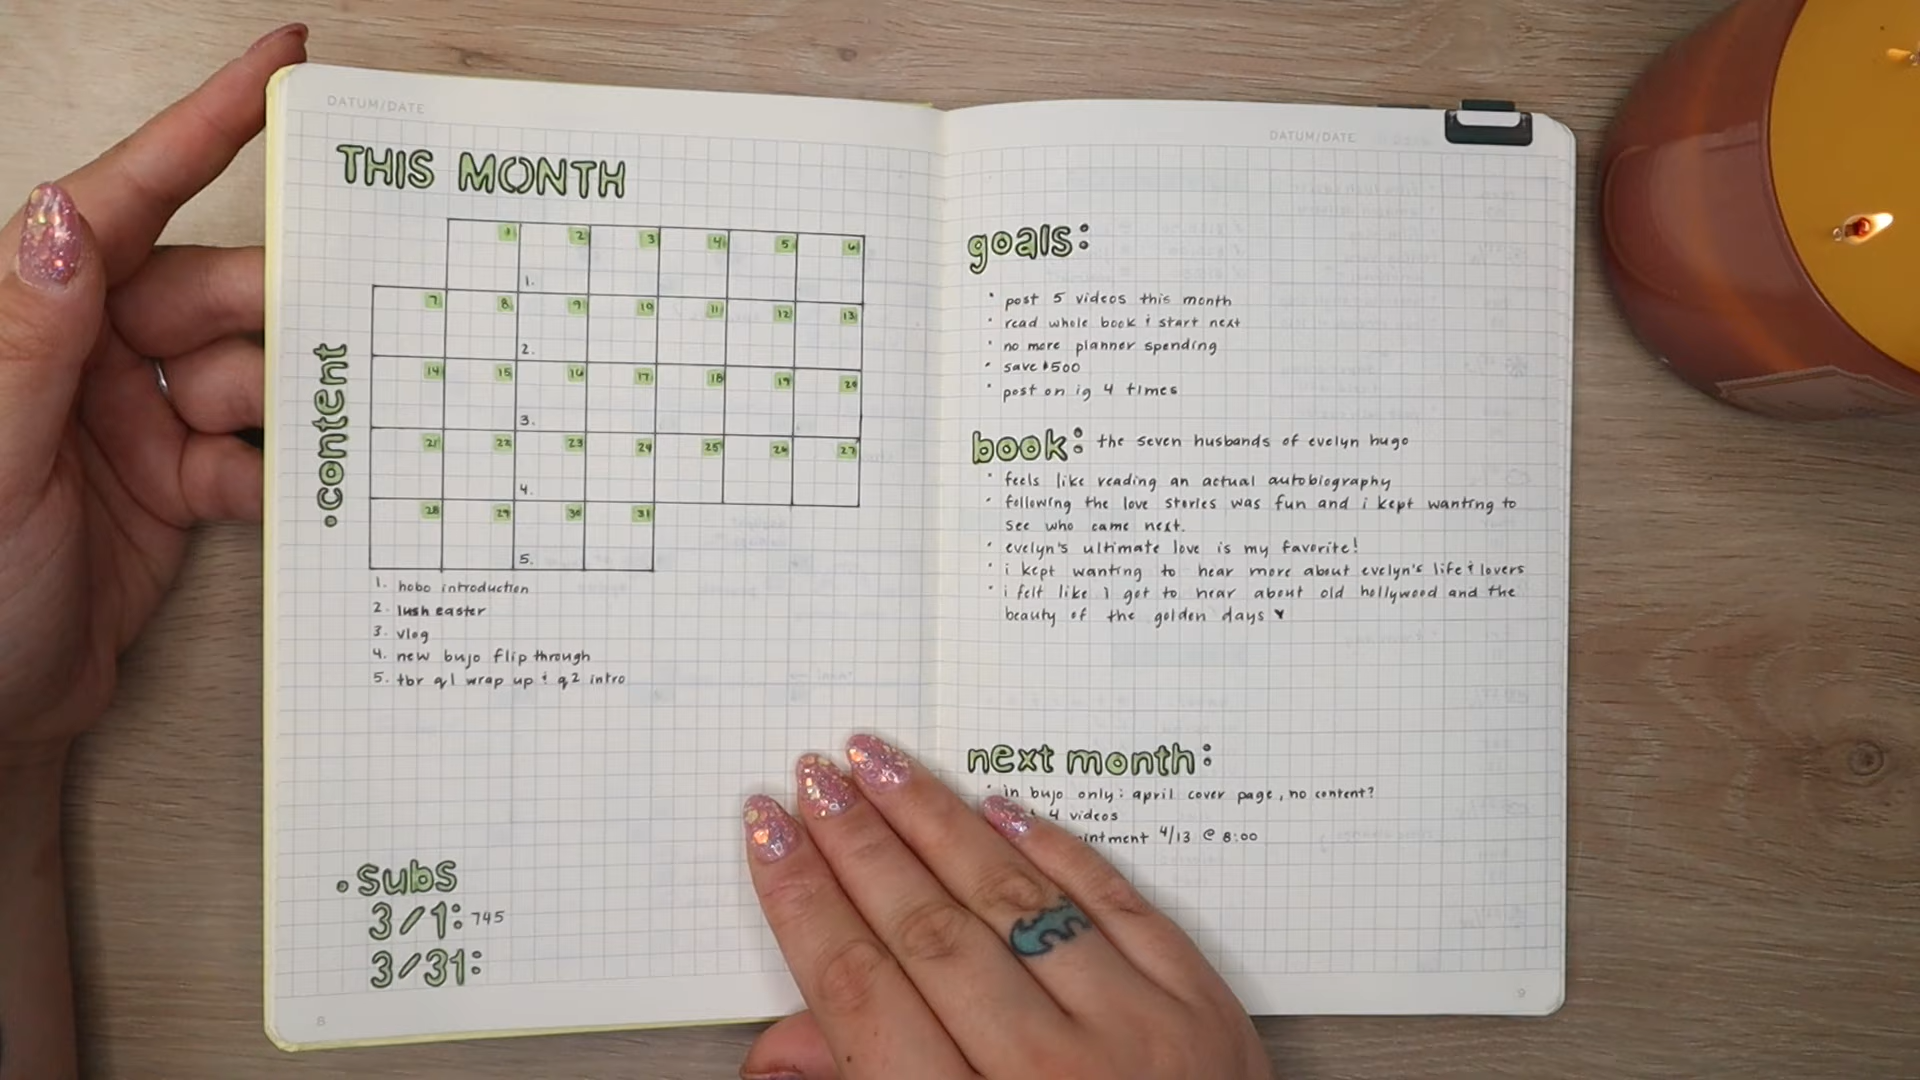 DATUM/DATE
THIS MONTH
1 2 3 4 5 6
1.
7 8 9 10 11 12 13
2.
14 15 16 17 18 19 20
3.
21 22 23 24 25 26 27
4.
28 29 30 31
5.
•content
1. hobo introduction
2. lush easter
3. vlog
4. new bujo flip through
5. tbr q1 wrap up & q2 intro
•subs
3/1: 745
3/31:
8
DATUM/DATE
goals:
• post 5 videos this month
• read whole book & start next
• no more planner spending
• save $500
• post on ig 4 times
book: the seven husbands of evelyn hugo
• feels like reading an actual autobiography
• following the love stories was fun and i kept wanting to
see who came next.
• evelyn's ultimate love is my favorite!
• i kept wanting to hear more about evelyn's life & lovers
• i felt like I got to hear about old hollywood and the
beauty of the golden days ♥
next month:
• in bujo only: april cover page, no content?
4 videos
4/13 @ 8:00
9